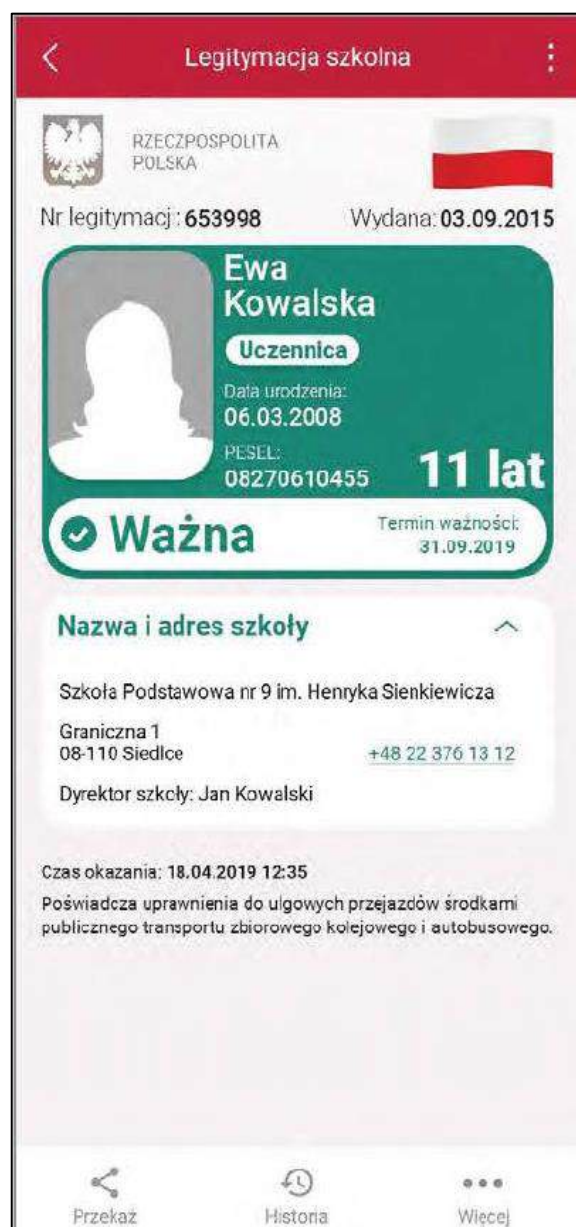 Legitymacja szkolna
RZECZPOSPOLITA
POLSKA
Nr legitymacj: 653998 Wydana: 03.09.2015
Ewa
Kowalska
Uczennica
Data urodzenia:
06.03.2008
PESEL:
08270610455
11 lat
Ważna
Termin ważności:
31.09.2019
Nazwa i adres szkoły
Szkoła Podstawowa nr 9 im. Henryka Sienkiewicza
Graniczna 1
08-110 Siedlce
+48 22 376 13 12
Dyrektor szkoły: Jan Kowalski
Czas okazania: 18.04.2019 12:35
Poświadcza uprawnienia do ulgowych przejazdów środkami
publicznego transportu zbiorowego kolejowego i autobusowego.
Przekaż Historia Więcej